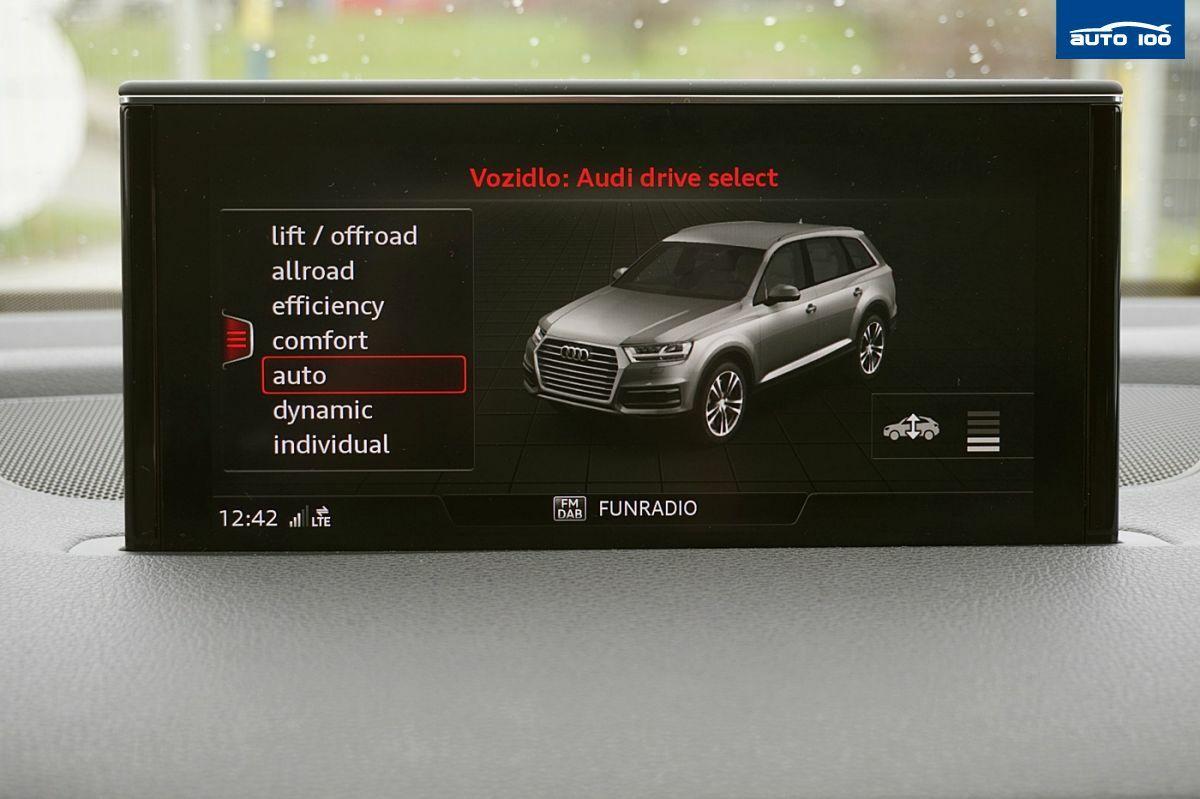 AUTO 100
Vozidlo: Audi drive select
lift / offroad
allroad
efficiency
comfort
auto
dynamic
individual
12:42 LTE
FM DAB FUNRADIO